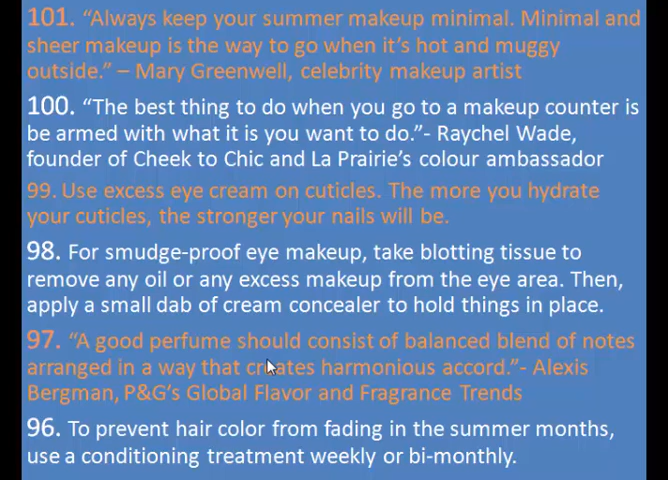 101. “Always keep your summer makeup minimal. Minimal and
sheer makeup is the way to go when it’s hot and muggy
outside.” – Mary Greenwell, celebrity makeup artist
100. “The best thing to do when you go to a makeup counter is
be armed with what it is you want to do.”- Raychel Wade,
founder of Cheek to Chic and La Prairie’s colour ambassador
99. Use excess eye cream on cuticles. The more you hydrate
your cuticles, the stronger your nails will be.
98. For smudge-proof eye makeup, take blotting tissue to
remove any oil or any excess makeup from the eye area. Then,
apply a small dab of cream concealer to hold things in place.
97. “A good perfume should consist of balanced blend of notes
arranged in a way that creates harmonious accord.”- Alexis
Bergman, P&G’s Global Flavor and Fragrance Trends
96. To prevent hair color from fading in the summer months,
use a conditioning treatment weekly or bi-monthly.